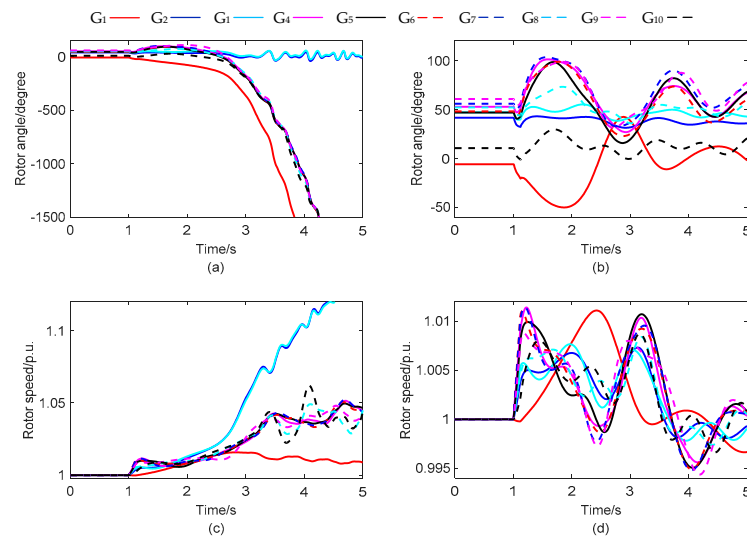 G1 G2 G1 G4 G5 G6 G7 G8 G9 G10
Rotor angle/degree
0
-500
-1000
-1500
0 1 2 3 4 5
Time/s
(a)
Rotor angle/degree
100
50
0
-50
0 1 2 3 4 5
Time/s
(b)
Rotor speed/p.u.
1.1
1.05
1
0 1 2 3 4 5
Time/s
(c)
Rotor speed/p.u.
1.01
1.005
1
0.995
0 1 2 3 4 5
Time/s
(d)